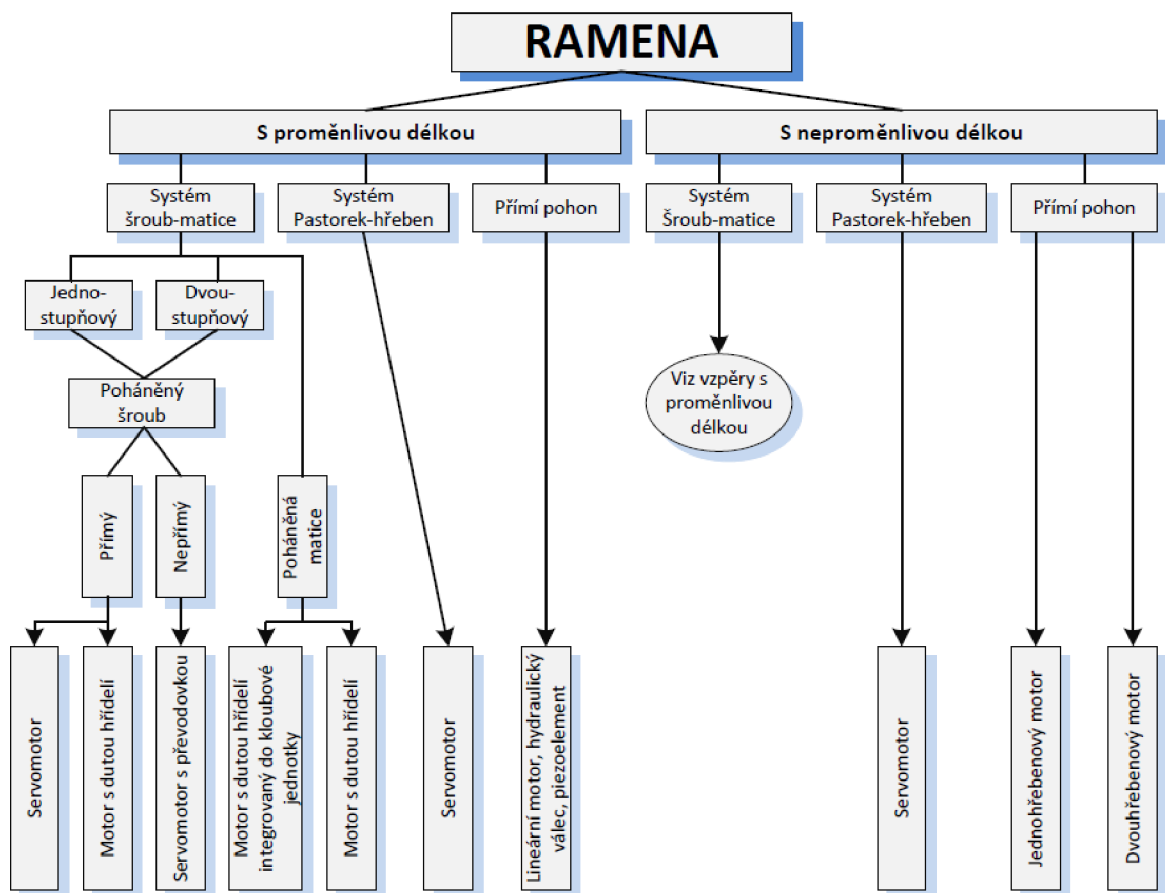 RAMENA
S proměnlivou délkou
S neproměnlivou délkou
Systém
šroub-matice
Systém
Pastorek-hřeben
Přímí pohon
Systém
Šroub-matice
Systém
Pastorek-hřeben
Přímí pohon
Jedno-
stupňový
Dvou-
stupňový
Poháněný
šroub
Viz vzpěry s
proměnlivou
délkou
Přímý
Nepřímý
Poháněná
matice
Servomotor
Motor s dutou hřídelí
Servomotor s převodovkou
Motor s dutou hřídelí
integrovaný do kloubové
jednotky
Motor s dutou hřídelí
Servomotor
Lineární motor, hydraulický
válec, piezoelement
Servomotor
Jednohřebenový motor
Dvouhřebenový motor